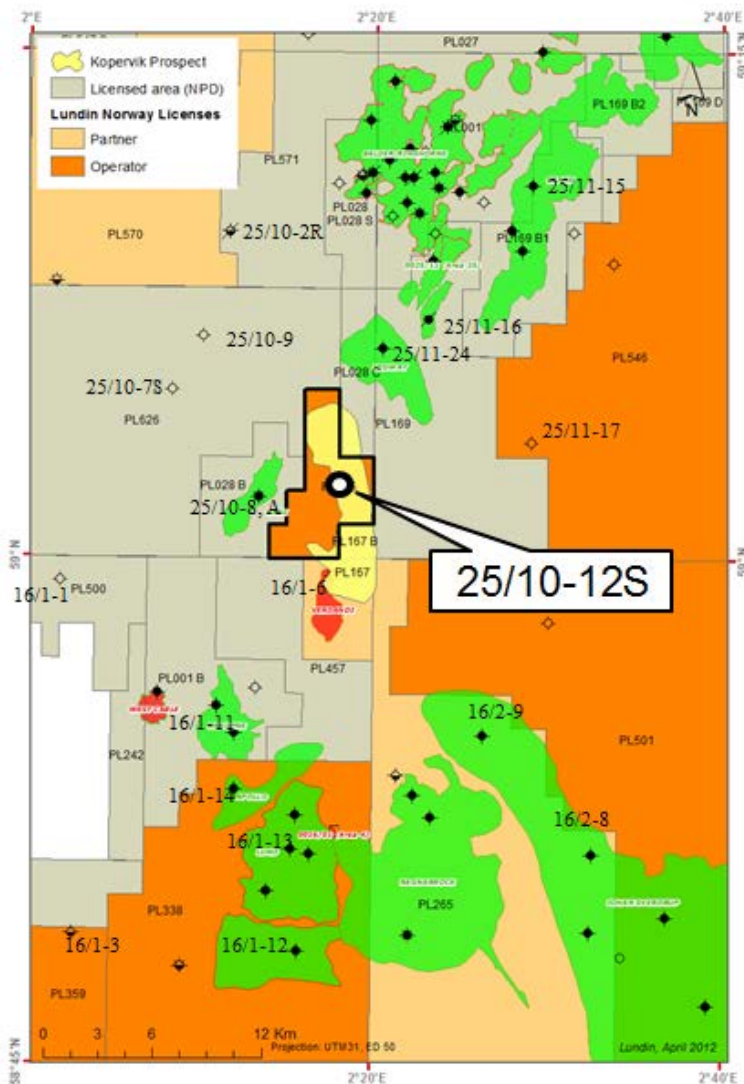 2°E
2°20'E
2°40'E
Kopervik Prospect
Licensed area (NPD)
Lundin Norway Licenses
Partner
Operator
PL027
PL169 B2
PL571
PL028
PL028 S
25/11-15
PL570
25/10-2R
PL169 B1
25/10-9
25/11-16
25/11-24
PL546
25/10-7S
PL028 C
PL626
PL169
25/11-17
PL028 B
25/10-8, A
59°N
PL167 B
PL167
25/10-12S
16/1-1
PL500
16/1-6
PL457
PL001 B
16/2-9
16/1-11
PL242
PL501
16/1-14
16/1-13
16/2-8
PL338
PL265
16/1-3
16/1-12
PL359
0 3 6 9 12 Km
Projection: UTM31, ED 50
Lundin, April 2012
58°45'N
2°E
2°20'E
2°40'E